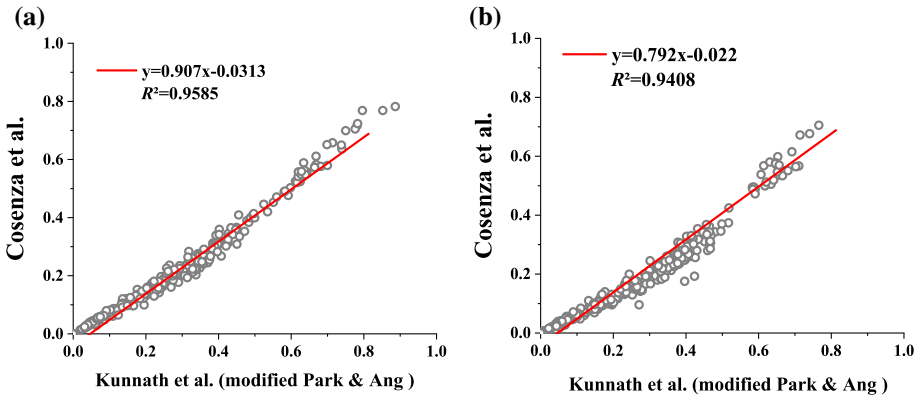 (a)
y=0.907x-0.0313
R²=0.9585
Cosenza et al.
1.0
0.8
0.6
0.4
0.2
0.0
0.0 0.2 0.4 0.6 0.8 1.0
Kunnath et al. (modified Park & Ang )
(b)
y=0.792x-0.022
R²=0.9408
Cosenza et al.
1.0
0.8
0.6
0.4
0.2
0.0
0.0 0.2 0.4 0.6 0.8 1.0
Kunnath et al. (modified Park & Ang )